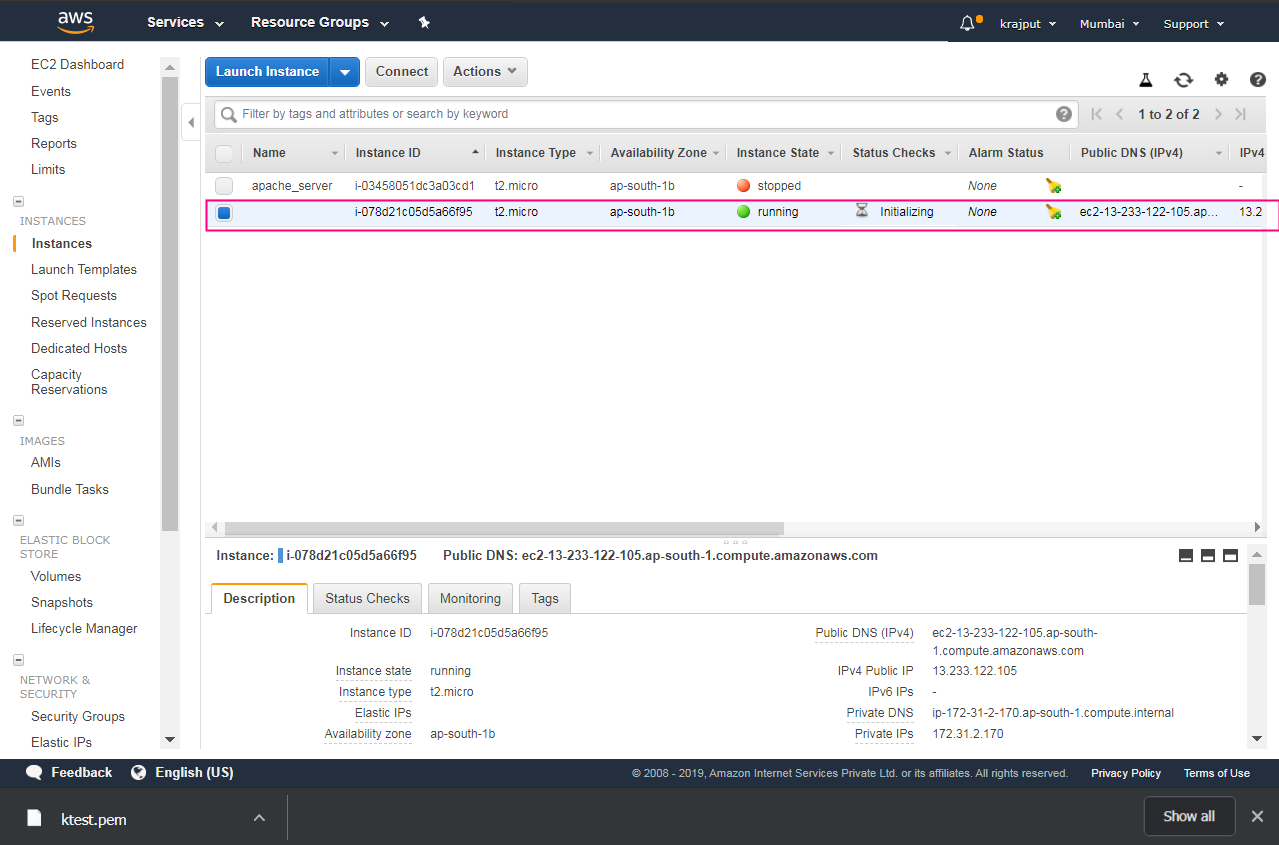 aws Services Resource Groups krajput Mumbai Support
EC2 Dashboard
Events
Tags
Reports
Limits
INSTANCES
Instances
Launch Templates
Spot Requests
Reserved Instances
Dedicated Hosts
Capacity
Reservations
IMAGES
AMIs
Bundle Tasks
ELASTIC BLOCK
STORE
Volumes
Snapshots
Lifecycle Manager
NETWORK &
SECURITY
Security Groups
Elastic IPs
Launch Instance Connect Actions
Filter by tags and attributes or search by keyword ? 1 to 2 of 2
Name Instance ID Instance Type Availability Zone Instance State Status Checks Alarm Status Public DNS (IPv4) IPv4
apache_server i-03458051dc3a03cd1 t2.micro ap-south-1b stopped None -
i-078d21c05d5a66f95 t2.micro ap-south-1b running Initializing None ec2-13-233-122-105.ap... 13.2
Instance: i-078d21c05d5a66f95 Public DNS: ec2-13-233-122-105.ap-south-1.compute.amazonaws.com
Description Status Checks Monitoring Tags
Instance ID i-078d21c05d5a66f95
Instance state running
Instance type t2.micro
Elastic IPs
Availability zone ap-south-1b
Public DNS (IPv4) ec2-13-233-122-105.ap-south-
1.compute.amazonaws.com
IPv4 Public IP 13.233.122.105
IPv6 IPs -
Private DNS ip-172-31-2-170.ap-south-1.compute.internal
Private IPs 172.31.2.170
Feedback English (US) © 2008 - 2019, Amazon Internet Services Private Ltd. or its affiliates. All rights reserved. Privacy Policy Terms of Use
ktest.pem Show all